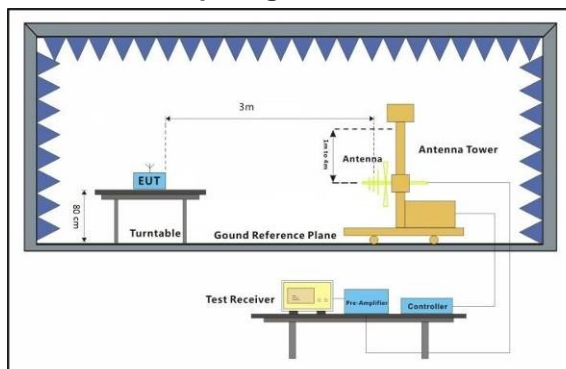 3m
Antenna
1m to 4m
Antenna Tower
EUT
80 cm
Turntable
Gound Reference Plane
Test Receiver
Pre-Amplifier
Controller